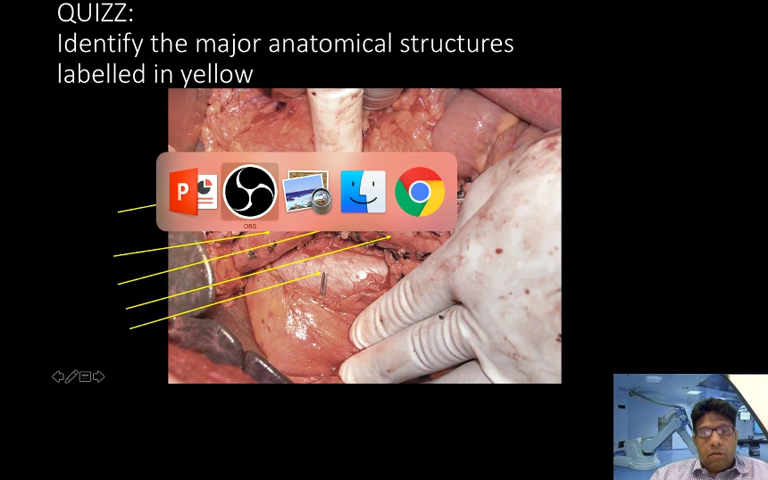 QUIZZ:
Identify the major anatomical structures
labelled in yellow
P
OBS